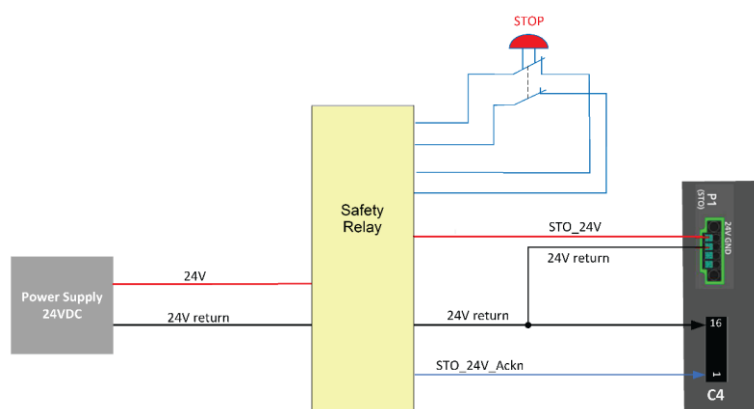 STOP
Safety
Relay
P1
(STO)
24V GND
STO_24V
24V return
24V
Power Supply
24VDC
24V return
24V return
16
STO_24V_Ackn
1
C4